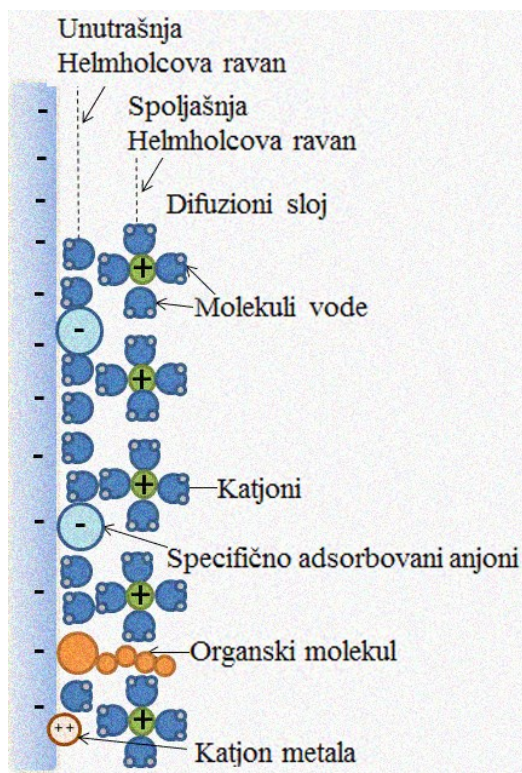 Unutrašnja
Helmholcova ravan
Spoljašnja
Helmholcova ravan
Difuzioni sloj
Molekuli vode
Katjoni
Specifično adsorbovani anjoni
Organski molekul
Katjon metala